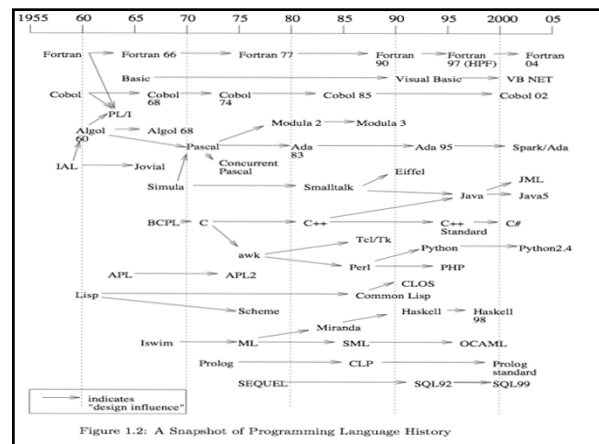 1955 60 65 70 75 80 85 90 95 2000 05
Fortran Fortran 66 Fortran 77 Fortran 90 Fortran 97 (HPF) Fortran 04
Basic Visual Basic VB NET
Cobol Cobol 68 Cobol 74 Cobol 85 Cobol 02
PL/I
Algol 60 Algol 68 Modula 2 Modula 3
Pascal Ada 83 Ada 95 Spark/Ada
IAL Jovial Concurrent Pascal
Eiffel JML
Simula Smalltalk Java Java5
BCPL C C++ C++ Standard C#
Tcl/Tk
awk Python Python2.4
Perl PHP
APL APL2
CLOS
Lisp Common Lisp
Scheme Haskell Haskell 98
Miranda
Iswim ML SML OCAML
Prolog CLP Prolog standard
SEQUEL SQL92 SQL99
indicates
"design influence"
Figure 1.2: A Snapshot of Programming Language History